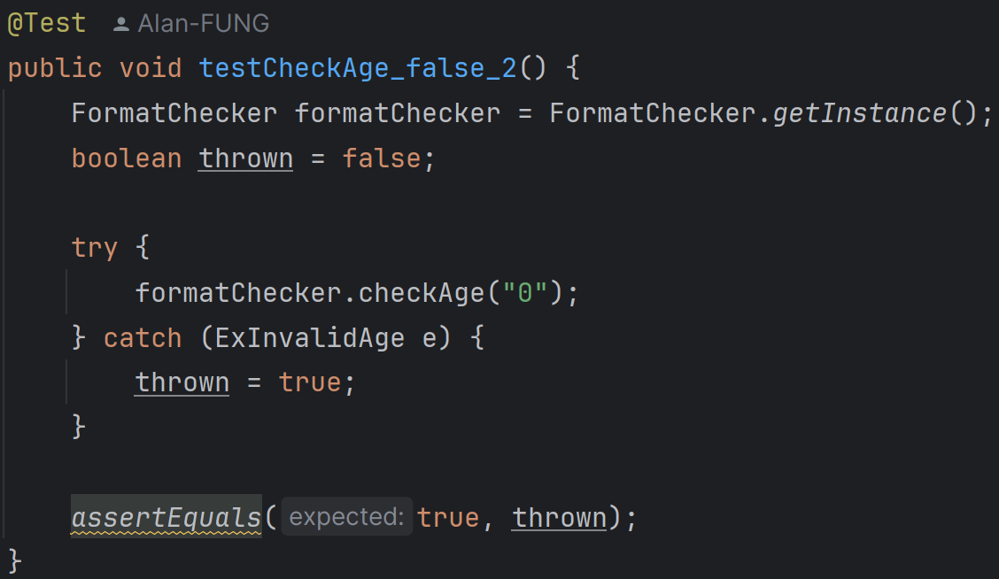 @Test Alan-FUNG
public void testCheckAge_false_2() {
FormatChecker formatChecker = FormatChecker.getInstance();
boolean thrown = false;
try {
formatChecker.checkAge("0");
} catch (ExInvalidAge e) {
thrown = true;
}
assertEquals( expected: true, thrown);
}